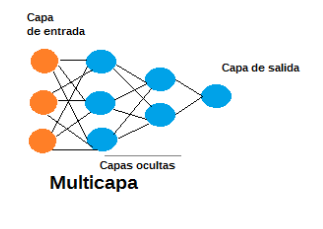 Capa
de entrada
Capa de salida
Capas ocultas
Multicapa